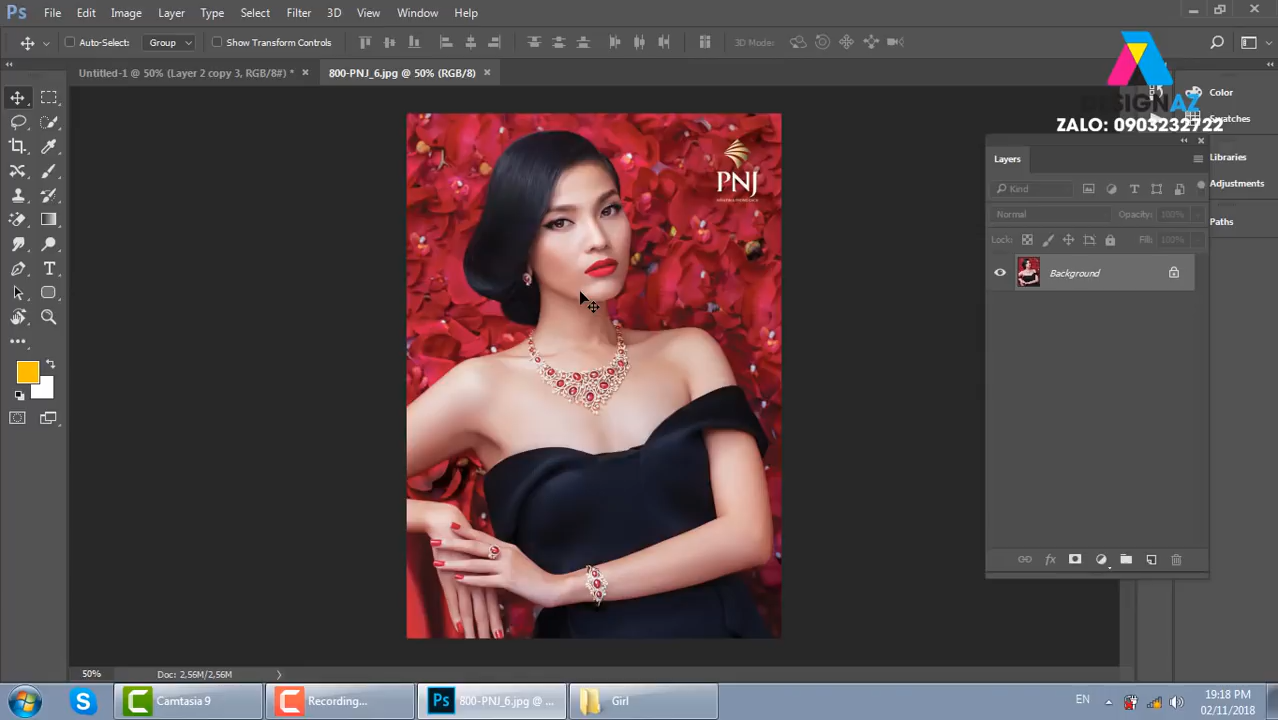 Ps File Edit Image Layer Type Select Filter 3D View Window Help
Auto-Select: Group Show Transform Controls 3D Mode:
Untitled-1 @ 50% (Layer 2 copy 3, RGB/8#) * × 800-PNJ_6.jpg @ 50% (RGB/8) ×
DESIGNAZ
ZALO: 0903232722
Color
Swatches
Libraries
Adjustments
Paths
Layers
Kind
Normal Opacity: 100%
Lock: Fill: 100%
Background
PNJ
50% Doc: 2,56M/2,56M
Camtasia 9
Recording...
Ps 800-PNJ_6.jpg @ ...
Girl
EN
19:18 PM
02/11/2018